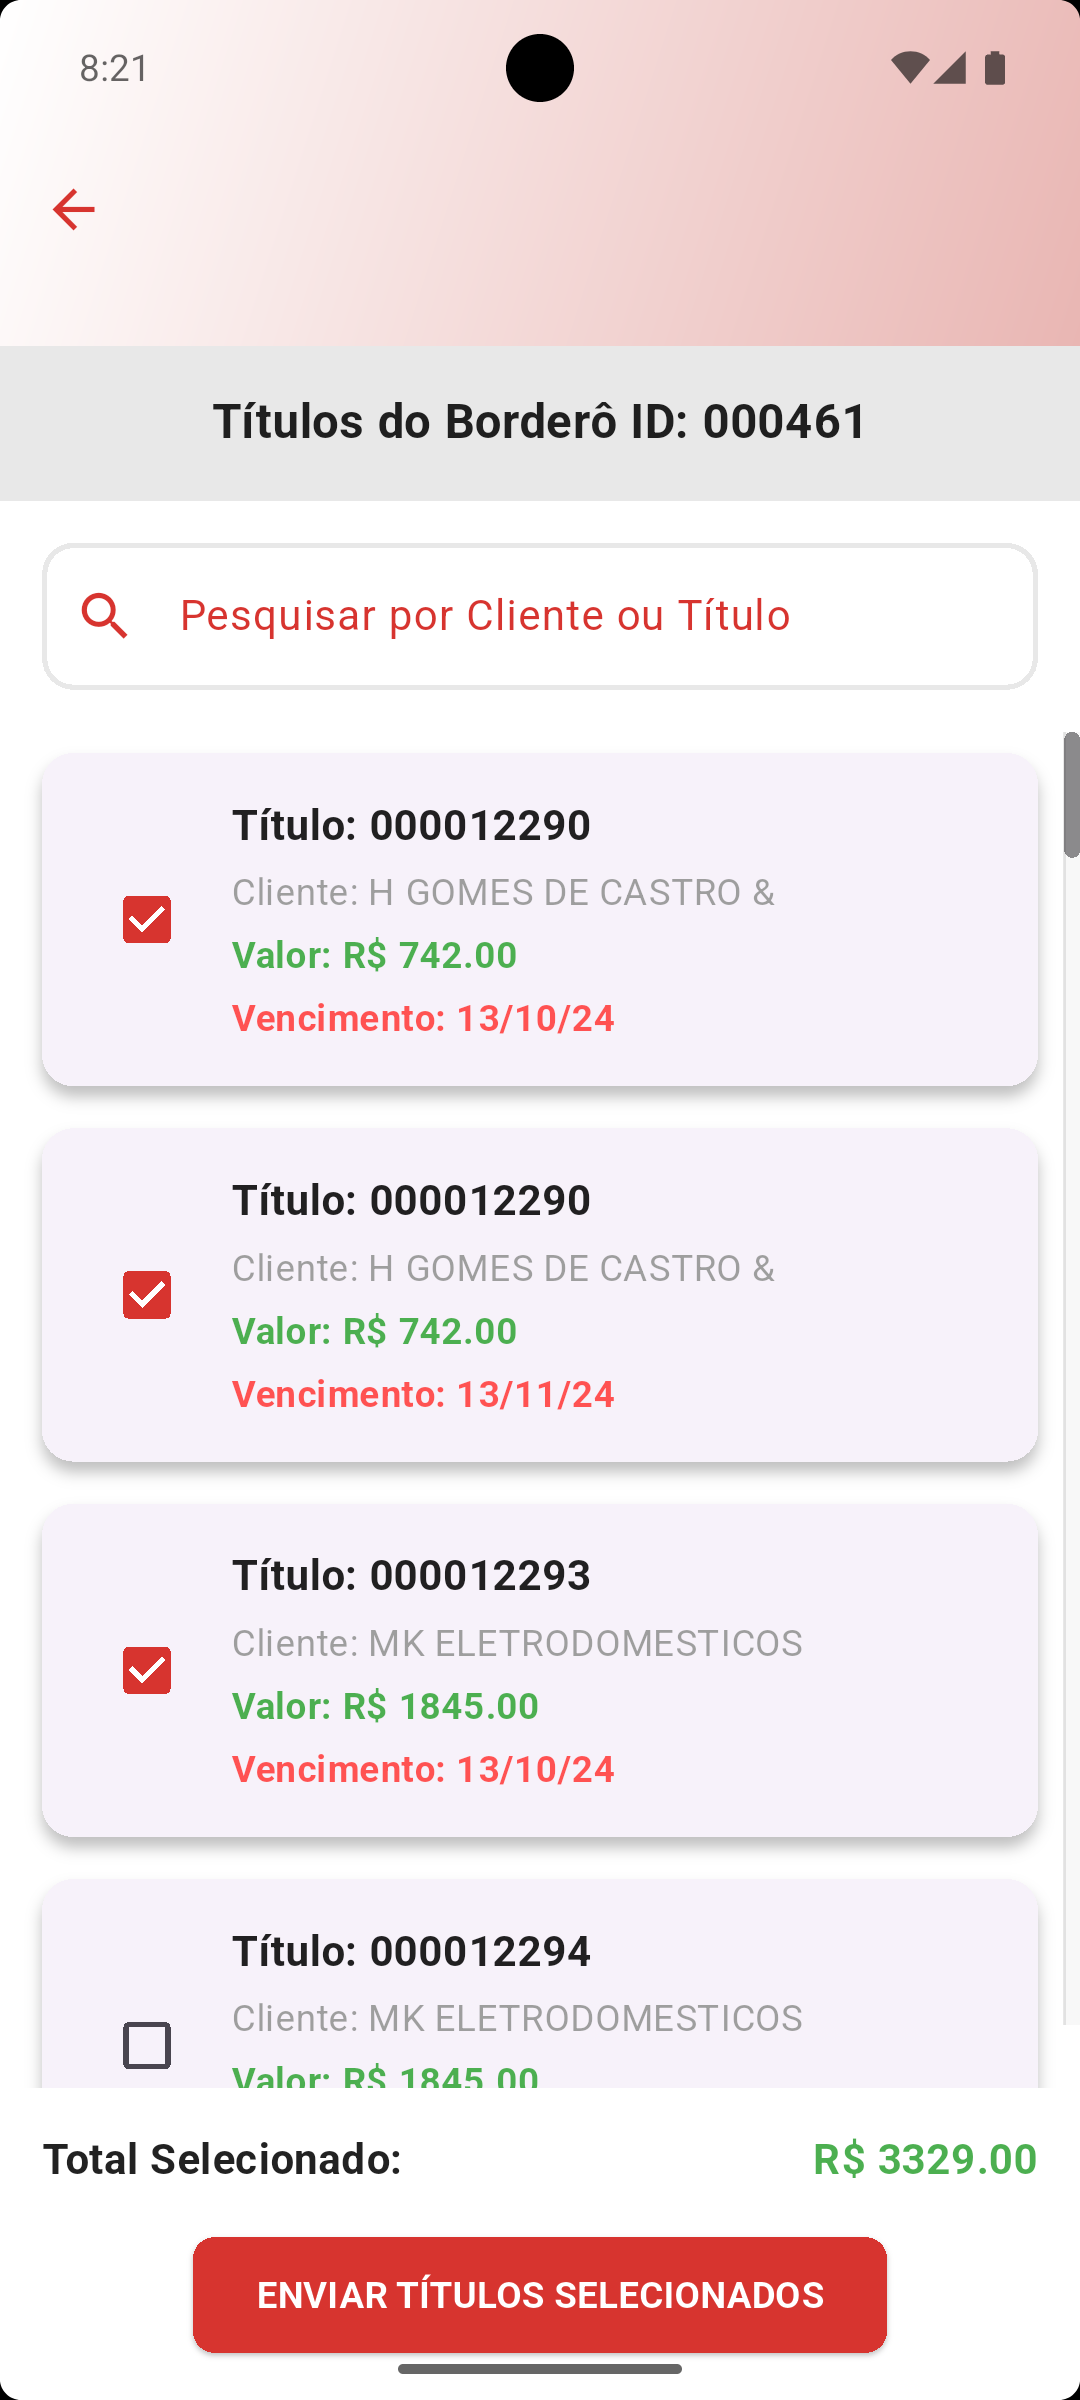 8:21
Títulos do Borderô ID: 000461
Pesquisar por Cliente ou Título
Título: 000012290
Cliente: H GOMES DE CASTRO &
Valor: R$ 742.00
Vencimento: 13/10/24
Título: 000012290
Cliente: H GOMES DE CASTRO &
Valor: R$ 742.00
Vencimento: 13/11/24
Título: 000012293
Cliente: MK ELETRODOMESTICOS
Valor: R$ 1845.00
Vencimento: 13/10/24
Título: 000012294
Cliente: MK ELETRODOMESTICOS
Valor: R$ 1845.00
Total Selecionado: R$ 3329.00
ENVIAR TÍTULOS SELECIONADOS